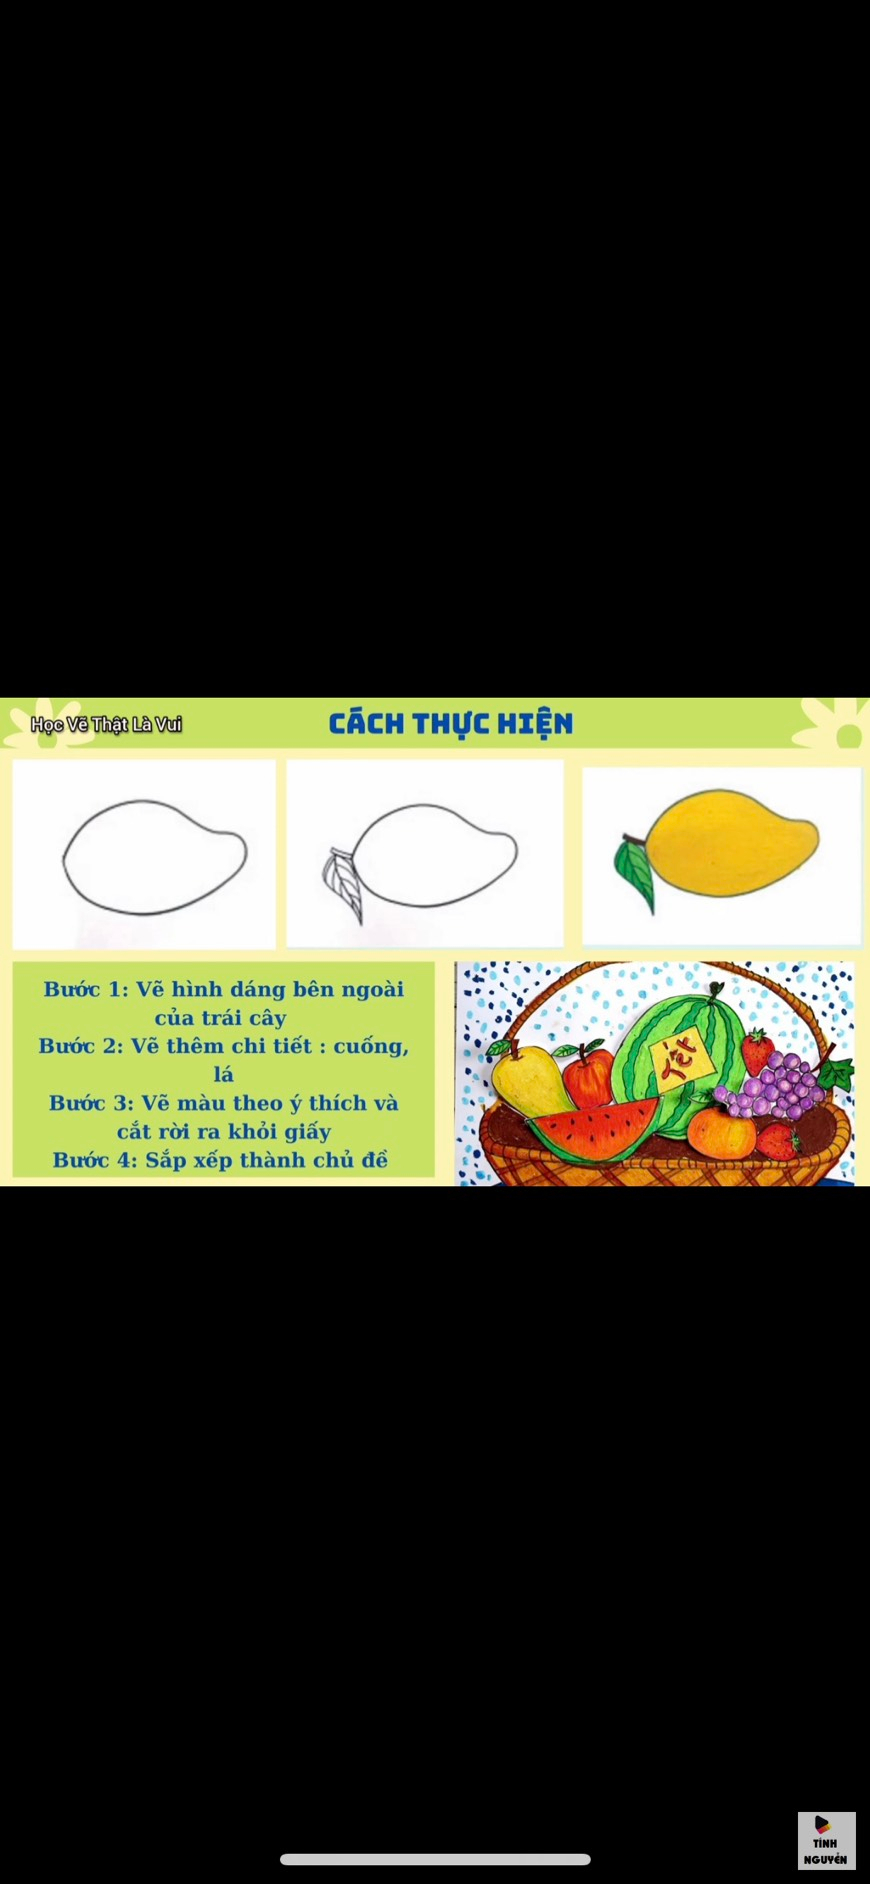 Học Vẽ Thật Là Vui
CÁCH THỰC HIỆN
Bước 1: Vẽ hình dáng bên ngoài
của trái cây
Bước 2: Vẽ thêm chi tiết : cuống,
lá
Bước 3: Vẽ màu theo ý thích và
cắt rời ra khỏi giấy
Bước 4: Sắp xếp thành chủ đề
Tết
TÍNH
NGUYỄN